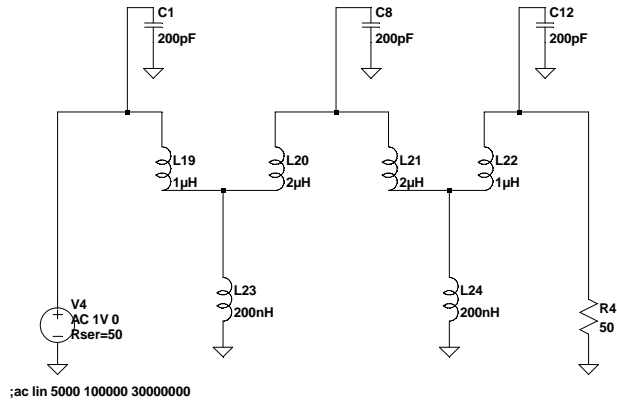 C1
200pF
C8
200pF
C12
200pF
L19
1µH
L20
2µH
L21
2µH
L22
1µH
L23
200nH
L24
200nH
V4
AC 1V 0
Rser=50
R4
50
;ac lin 5000 100000 30000000